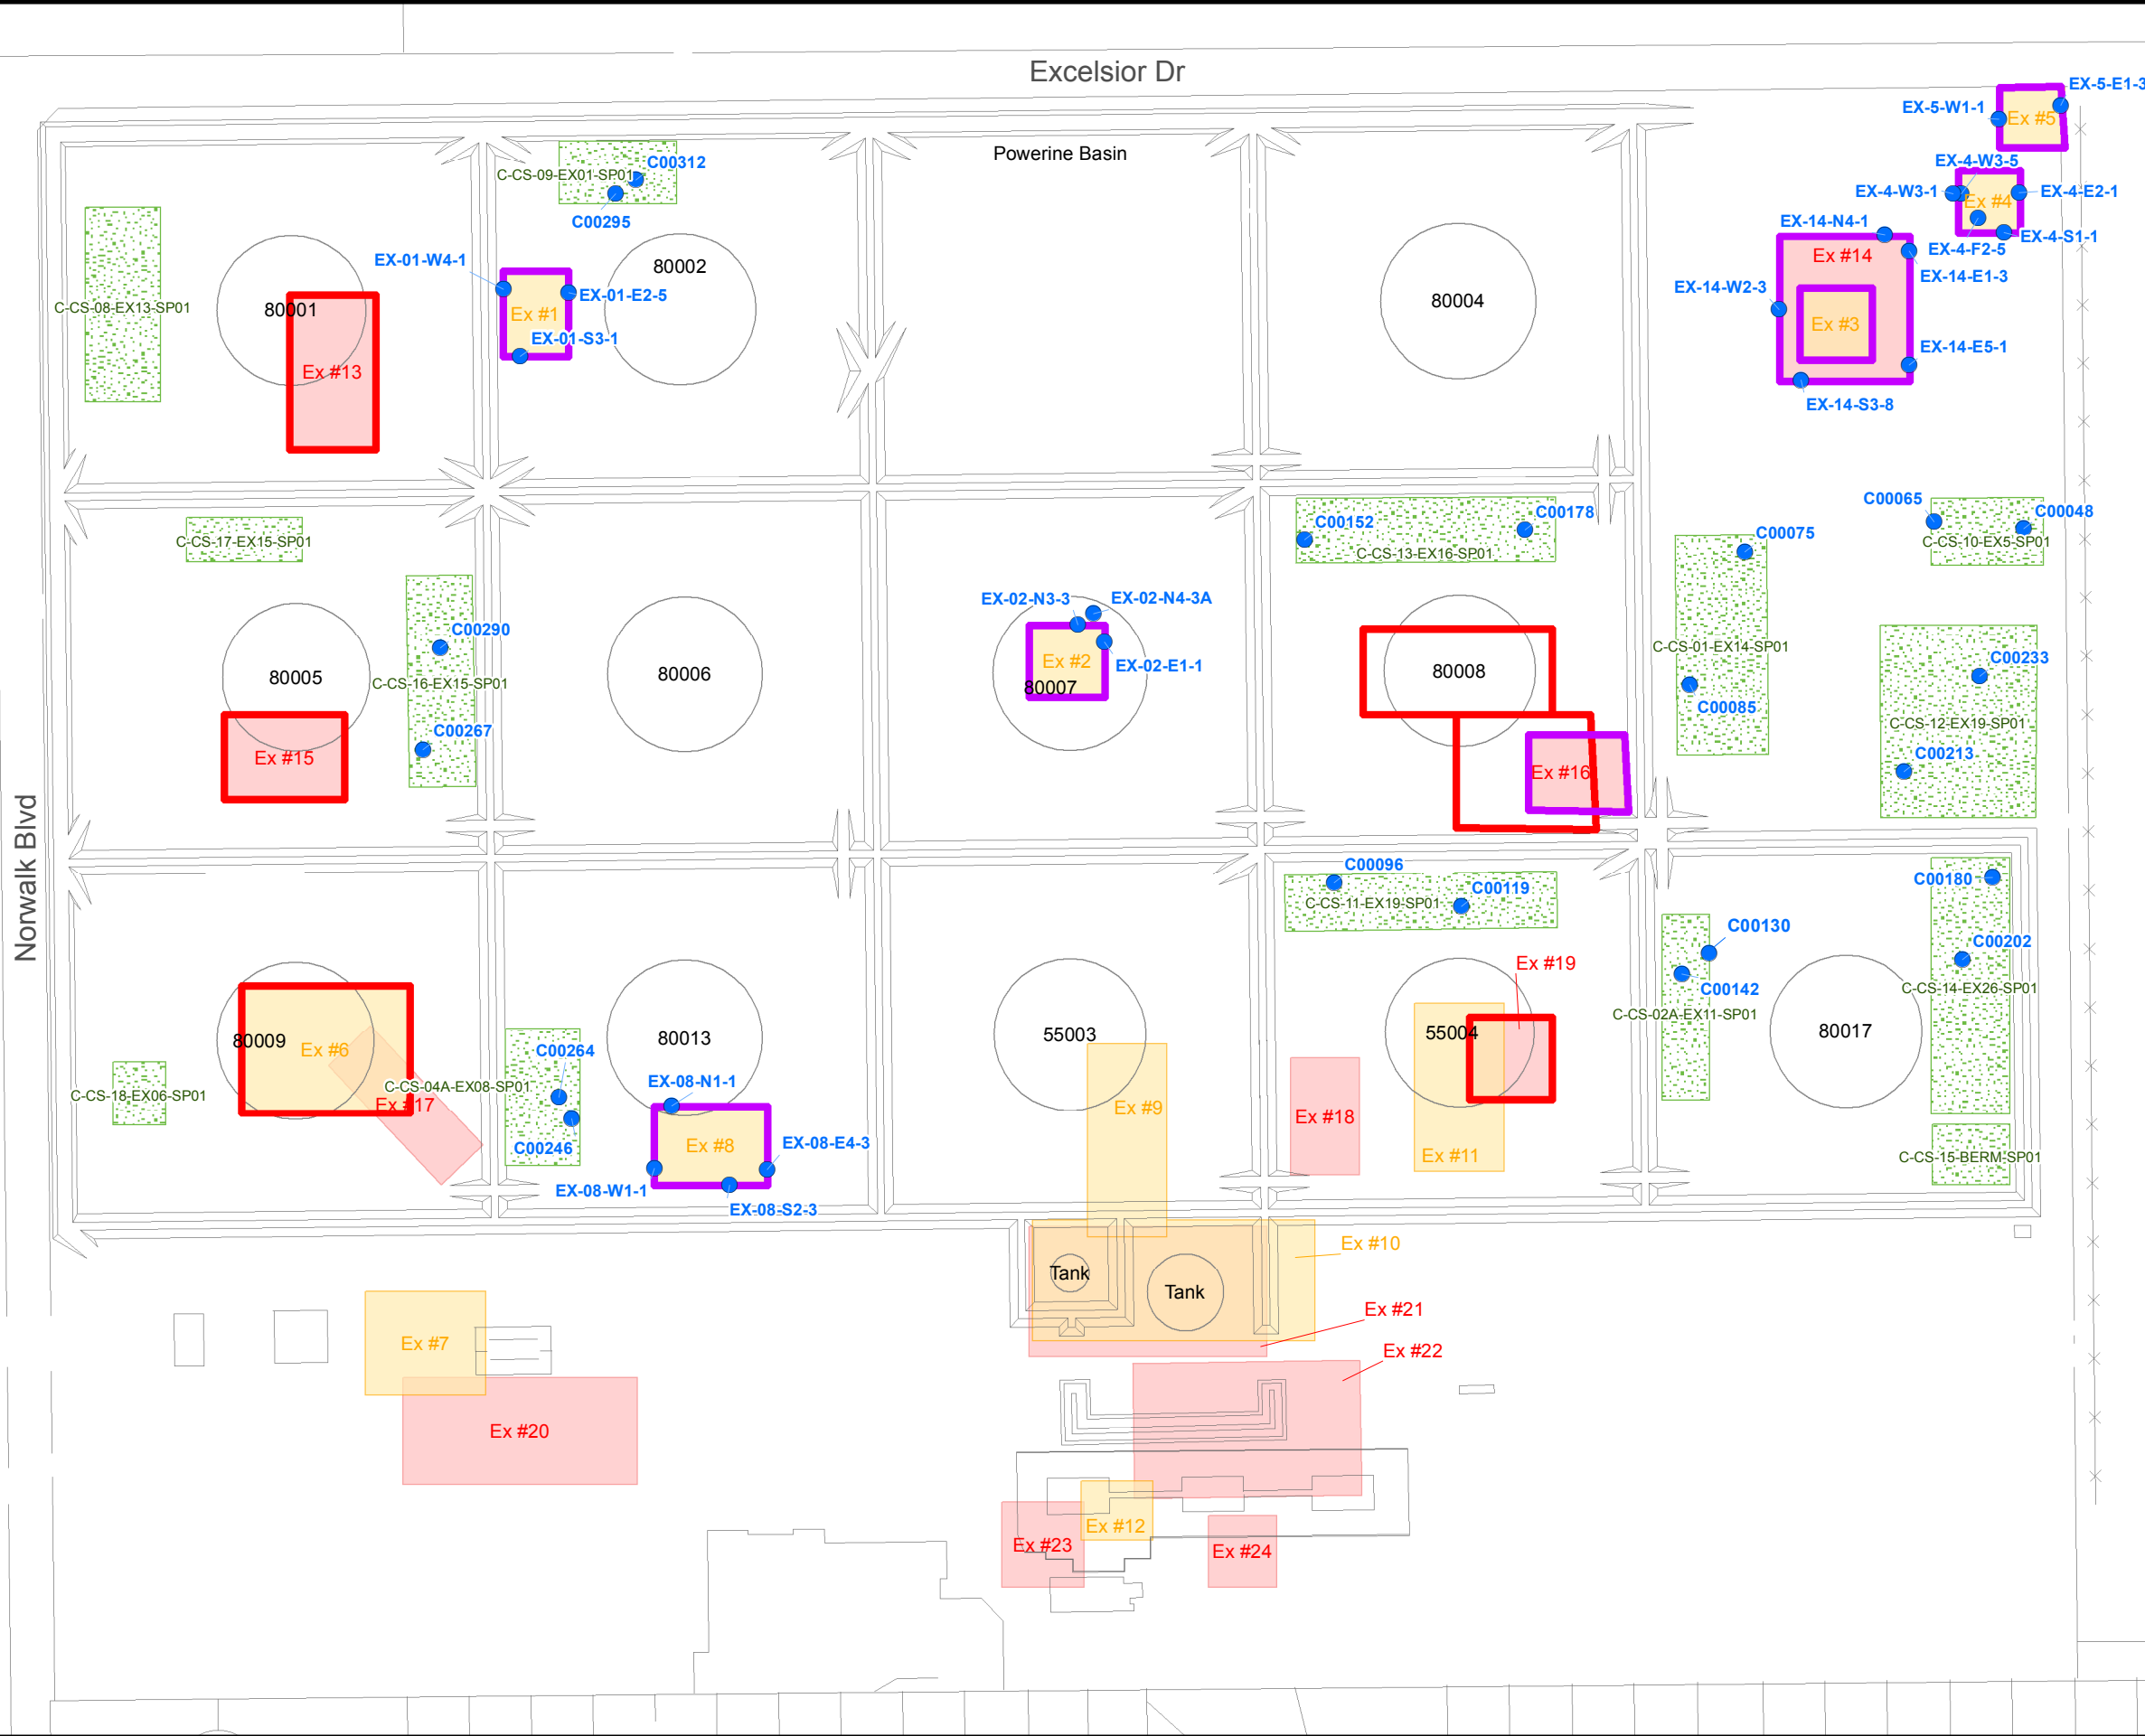 Excelsior Dr
EX-5-E1-3
EX-5-W1-1
Ex #5
Powerine Basin
C00312
C-CS-09-EX01-SP01
C00295
EX-4-W3-5
EX-4-W3-1
EX-4-E2-1
Ex #4
EX-14-N4-1
EX-4-S1-1
EX-4-F2-5
Ex #14
EX-14-E1-3
EX-01-W4-1
80002
EX-14-W2-3
EX-01-E2-5
80004
C-CS-08-EX13-SP01
80001
Ex #1
Ex #3
EX-01-S3-1
EX-14-E5-1
Ex #13
EX-14-S3-8
C00065
C00048
C00178
C00152
C00075
C-CS-17-EX15-SP01
C-CS-10-EX5-SP01
C-CS-13-EX16-SP01
EX-02-N3-3
EX-02-N4-3A
C00290
C-CS-01-EX14-SP01
C00233
Ex #2
EX-02-E1-1
80005
C-CS-16-EX15-SP01
80006
80007
80008
C00085
C00267
C-CS-12-EX19-SP01
Ex #15
C00213
Ex #16
Norwalk Blvd
C00096
C00180
C00119
C-CS-11-EX19-SP01
C00130
C00202
Ex #19
C00142
C-CS-14-EX26-SP01
C-CS-02A-EX11-SP01
80009
Ex #6
C00264
80013
55003
55004
80017
EX-08-N1-1
C-CS-04A-EX08-SP01
C-CS-18-EX06-SP01
Ex #17
Ex #9
Ex #18
C00246
Ex #8
EX-08-E4-3
Ex #11
C-CS-15-BERM-SP01
EX-08-W1-1
EX-08-S2-3
Ex #10
Tank
Tank
Ex #21
Ex #7
Ex #22
Ex #20
Ex #12
Ex #23
Ex #24